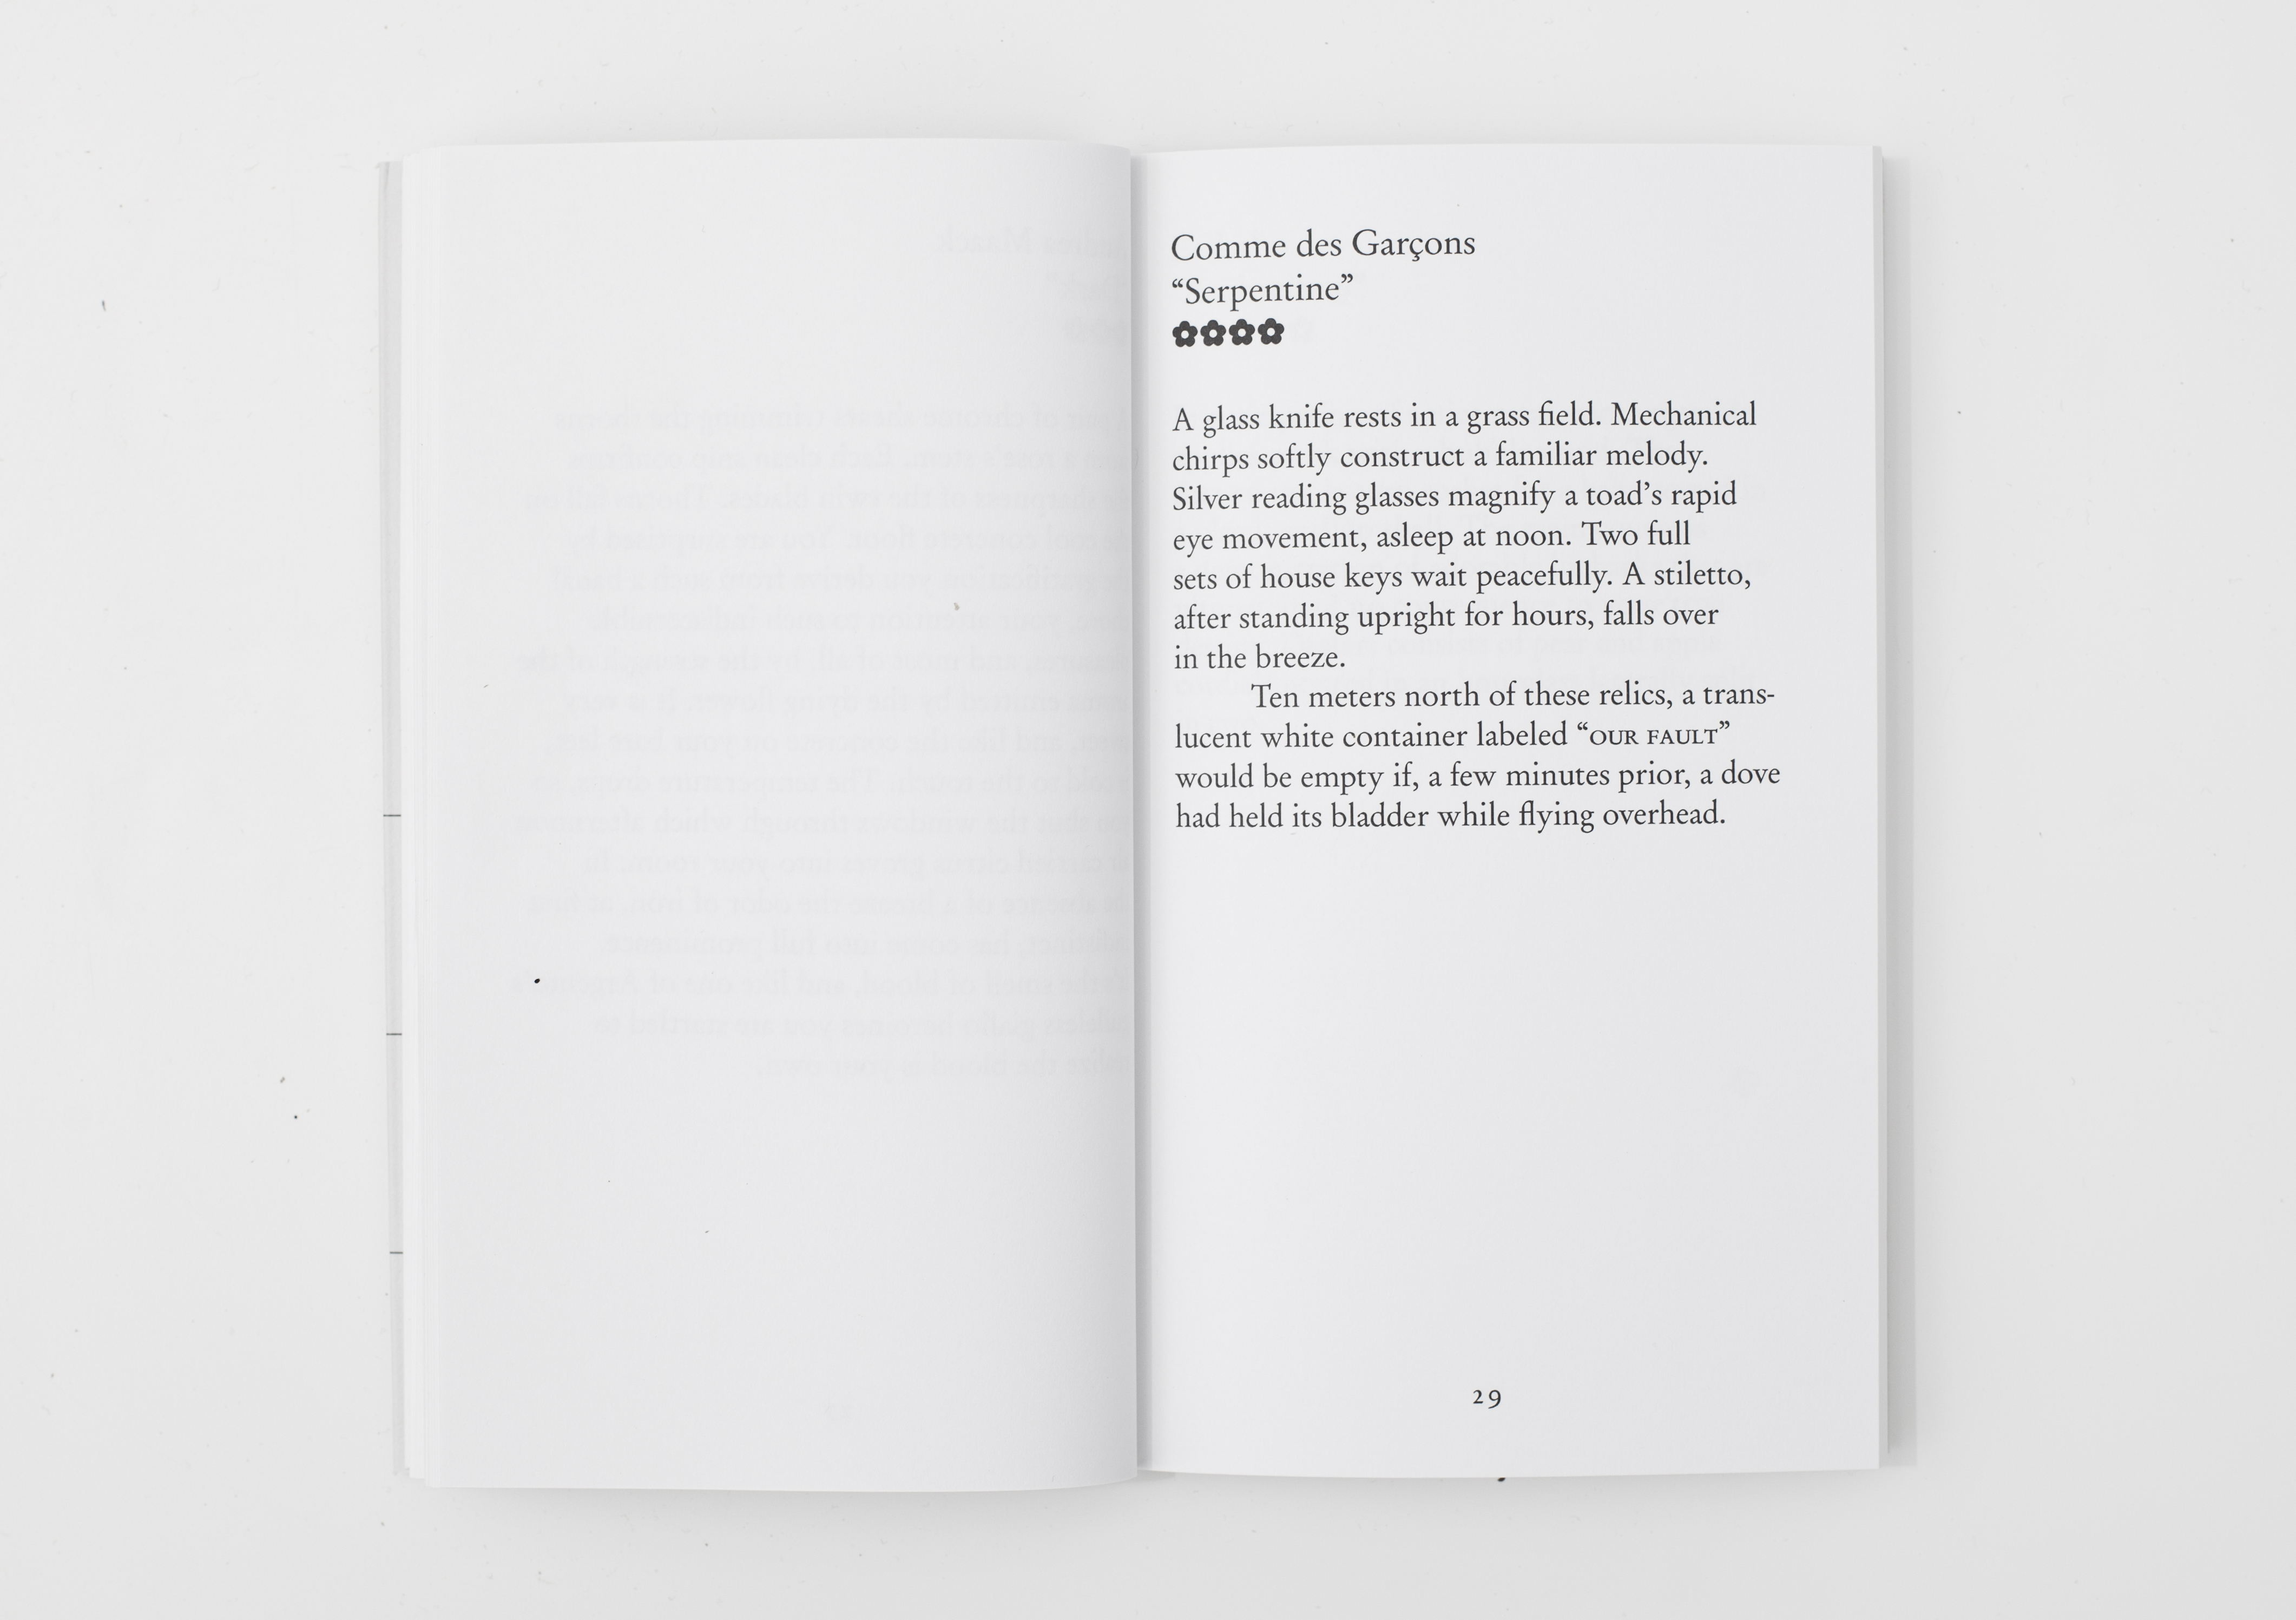 Comme des Garçons
“Serpentine”
A glass knife rests in a grass field. Mechanical
chirps softly construct a familiar melody.
Silver reading glasses magnify a toad’s rapid
eye movement, asleep at noon. Two full
sets of house keys wait peacefully. A stiletto,
after standing upright for hours, falls over
in the breeze.
Ten meters north of these relics, a trans-
lucent white container labeled “OUR FAULT”
would be empty if, a few minutes prior, a dove
had held its bladder while flying overhead.
29